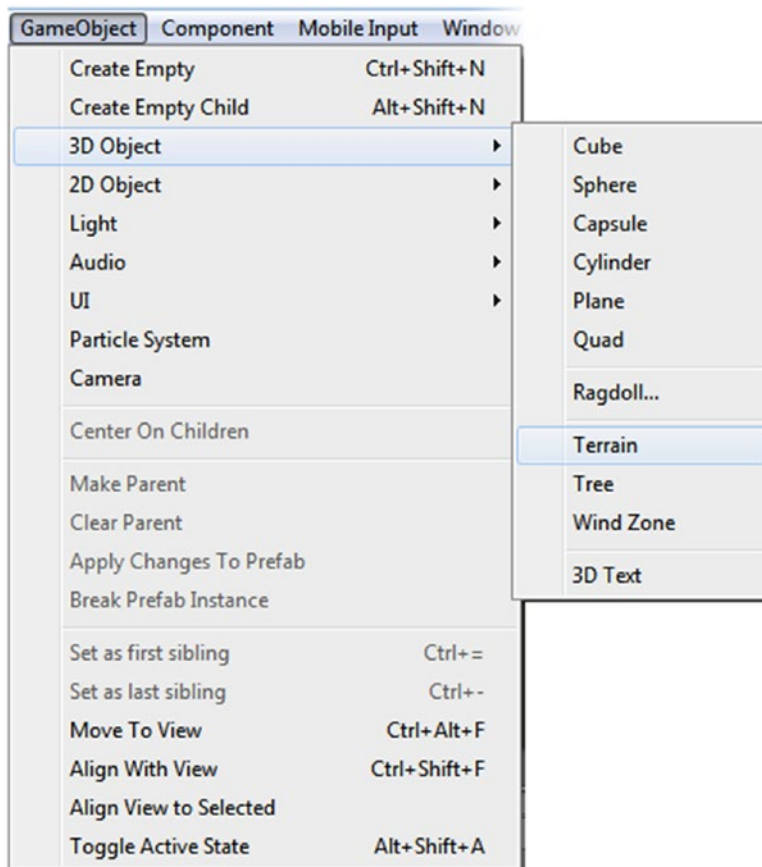 GameObject Component Mobile Input Window
Create Empty Ctrl+Shift+N
Create Empty Child Alt+Shift+N
3D Object
2D Object
Light
Audio
UI
Particle System
Camera
Center On Children
Make Parent
Clear Parent
Apply Changes To Prefab
Break Prefab Instance
Set as first sibling Ctrl+=
Set as last sibling Ctrl+-
Move To View Ctrl+Alt+F
Align With View Ctrl+Shift+F
Align View to Selected
Toggle Active State Alt+Shift+A
Cube
Sphere
Capsule
Cylinder
Plane
Quad
Ragdoll...
Terrain
Tree
Wind Zone
3D Text